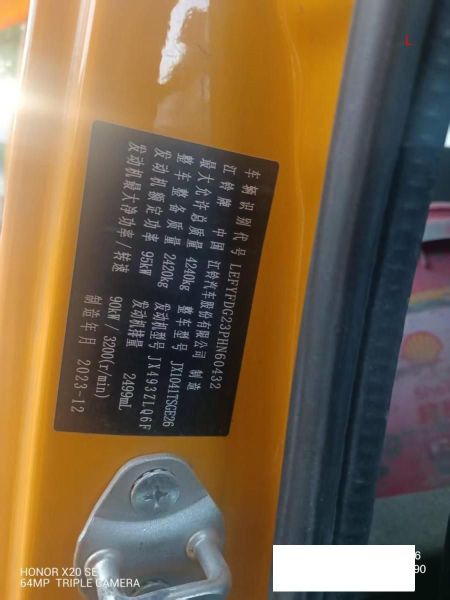 车辆识别代号 LEFYFDG23PHN60432
江铃牌 中国 江铃汽车股份有限公司 制造
最大允许总质量 4240kg 整车型号 JX1041TSGE26
整车整备质量 2420kg 发动机型号 JX493ZLQ6F
发动机额定功率 95kW 发动机排量 2499mL
发动机最大净功率/转速 90kW/3200(r/min)
制造年月 2023-12
L
HONOR X20 SE
64MP TRIPLE CAMERA
6
90